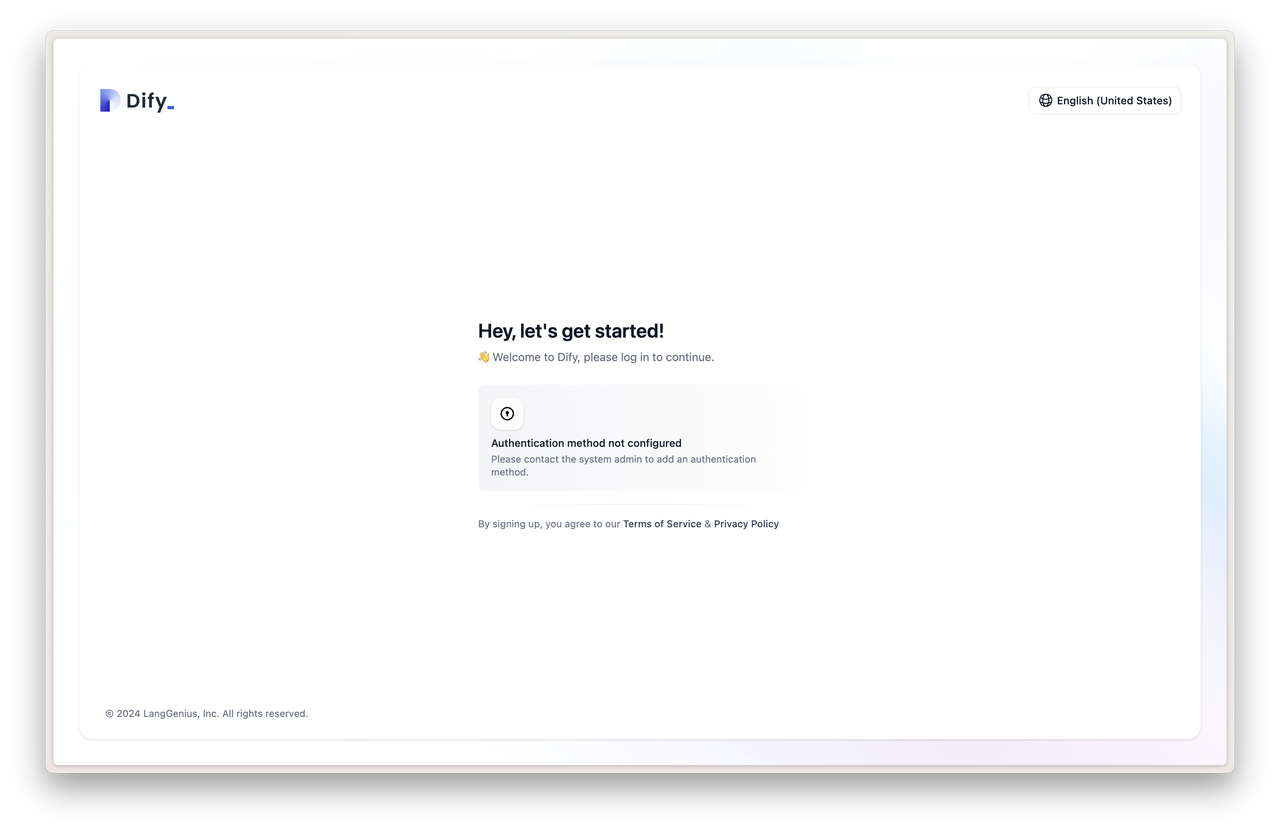 Dify_
English (United States)
Hey, let's get started!
👋 Welcome to Dify, please log in to continue.
Authentication method not configured
Please contact the system admin to add an authentication
method.
By signing up, you agree to our Terms of Service & Privacy Policy
© 2024 LangGenius, Inc. All rights reserved.